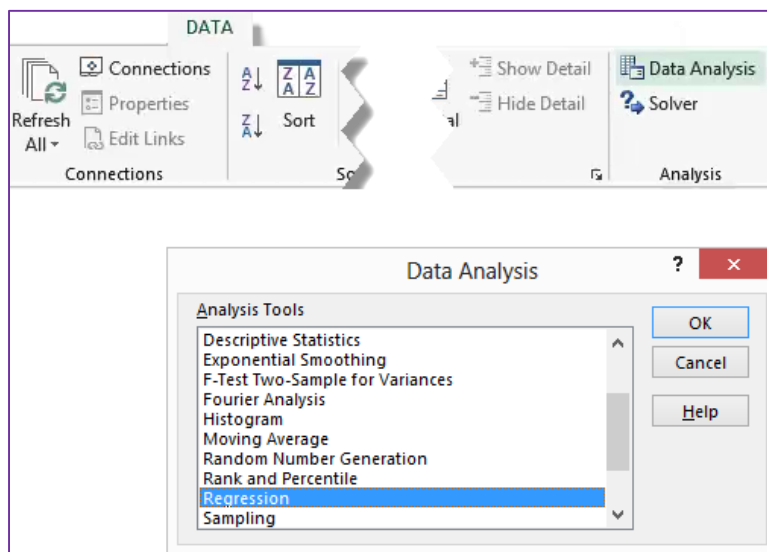 DATA
Connections
Properties
Edit Links
Refresh
All
Connections
A
Z
Z
A
Z A
A Z
Sort
Show Detail
Hide Detail
Data Analysis
Solver
Analysis
Data Analysis
?
Analysis Tools
Descriptive Statistics
Exponential Smoothing
F-Test Two-Sample for Variances
Fourier Analysis
Histogram
Moving Average
Random Number Generation
Rank and Percentile
Regression
Sampling
OK
Cancel
Help